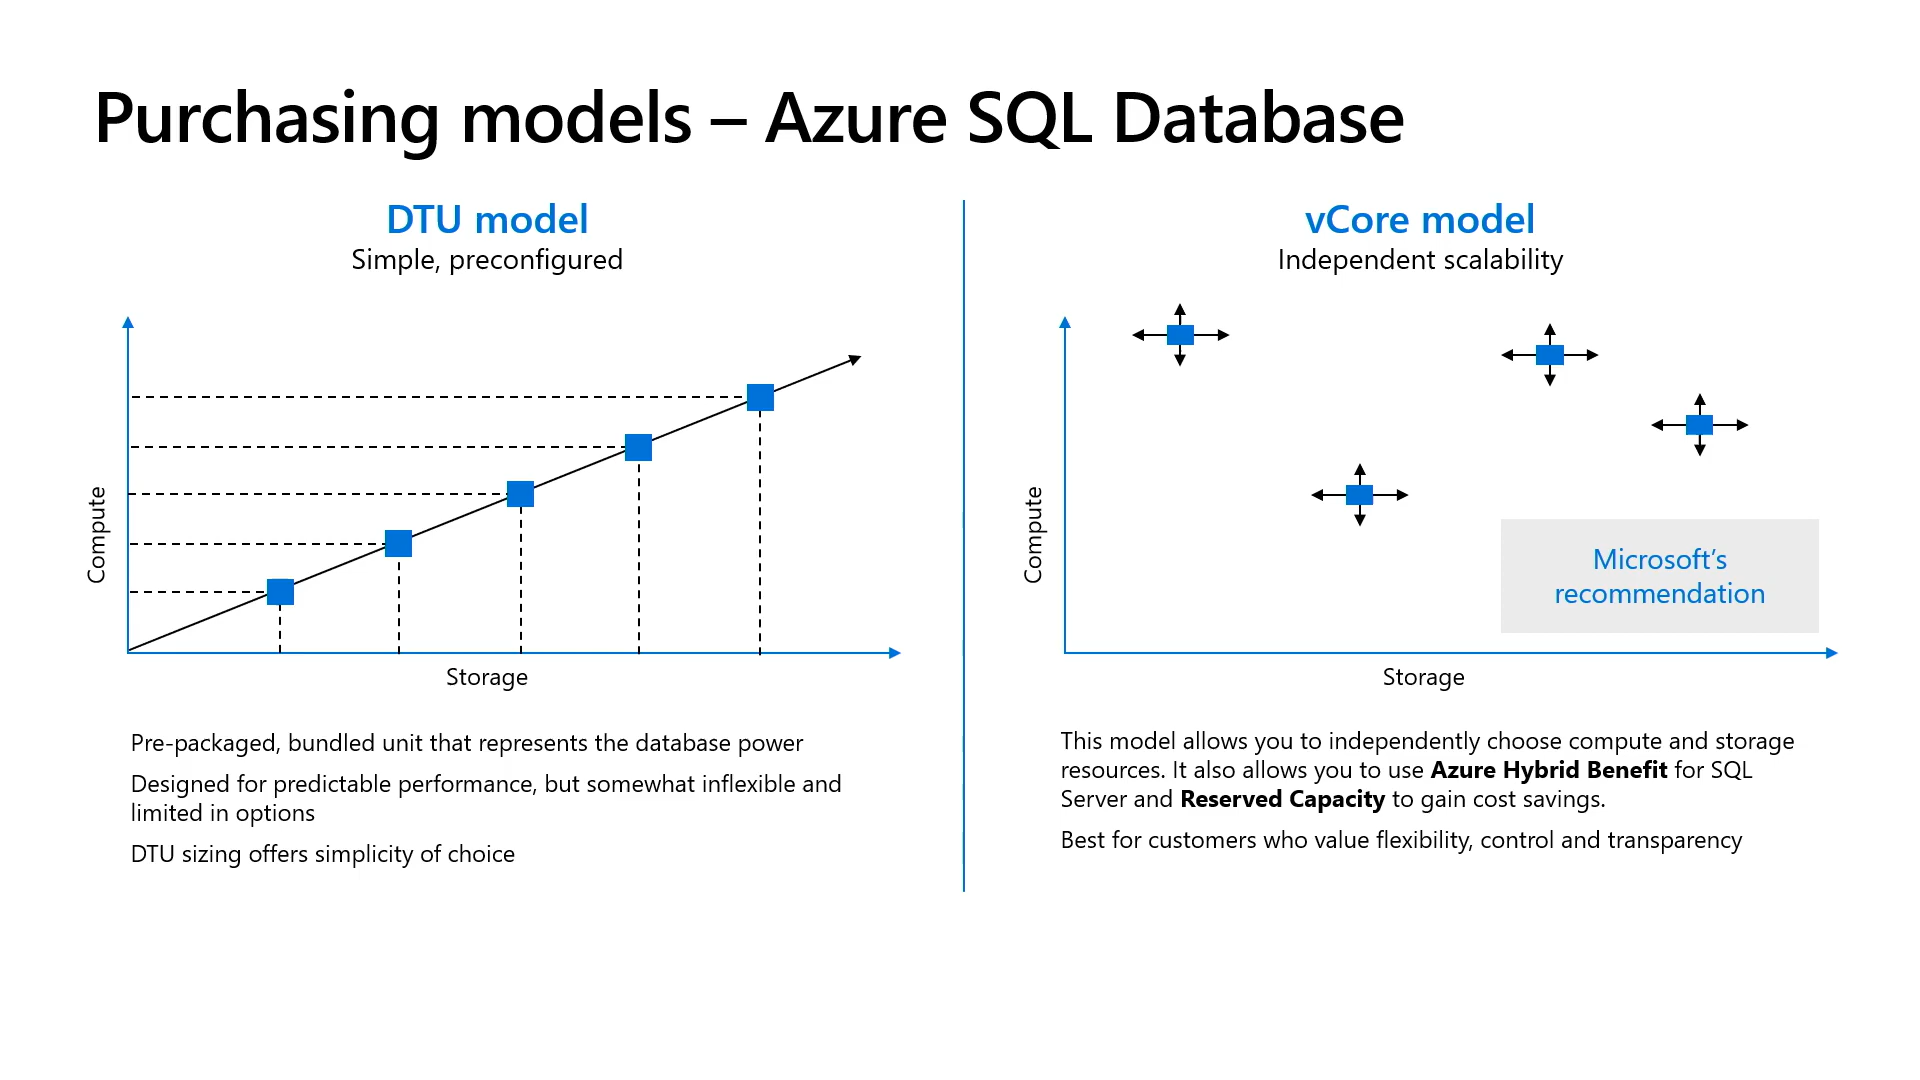 Purchasing models – Azure SQL Database
DTU model
Simple, preconfigured
Compute
Storage
Pre-packaged, bundled unit that represents the database power
Designed for predictable performance, but somewhat inflexible and
limited in options
DTU sizing offers simplicity of choice
vCore model
Independent scalability
Compute
Microsoft’s
recommendation
Storage
This model allows you to independently choose compute and storage
resources. It also allows you to use Azure Hybrid Benefit for SQL
Server and Reserved Capacity to gain cost savings.
Best for customers who value flexibility, control and transparency